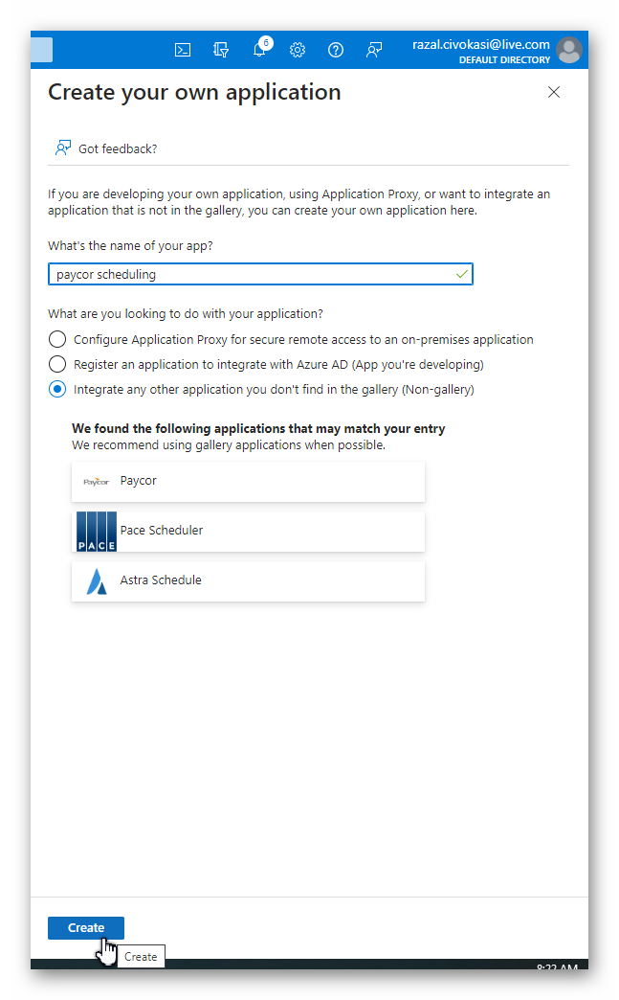 6
razal.civokasi@live.com
DEFAULT DIRECTORY
Create your own application
Got feedback?
If you are developing your own application, using Application Proxy, or want to integrate an
application that is not in the gallery, you can create your own application here.
What's the name of your app?
paycor scheduling
What are you looking to do with your application?
Configure Application Proxy for secure remote access to an on-premises application
Register an application to integrate with Azure AD (App you're developing)
Integrate any other application you don't find in the gallery (Non-gallery)
We found the following applications that may match your entry
We recommend using gallery applications when possible.
Paycor Paycor
PACE Pace Scheduler
Astra Schedule
Create
Create
8:22 AM